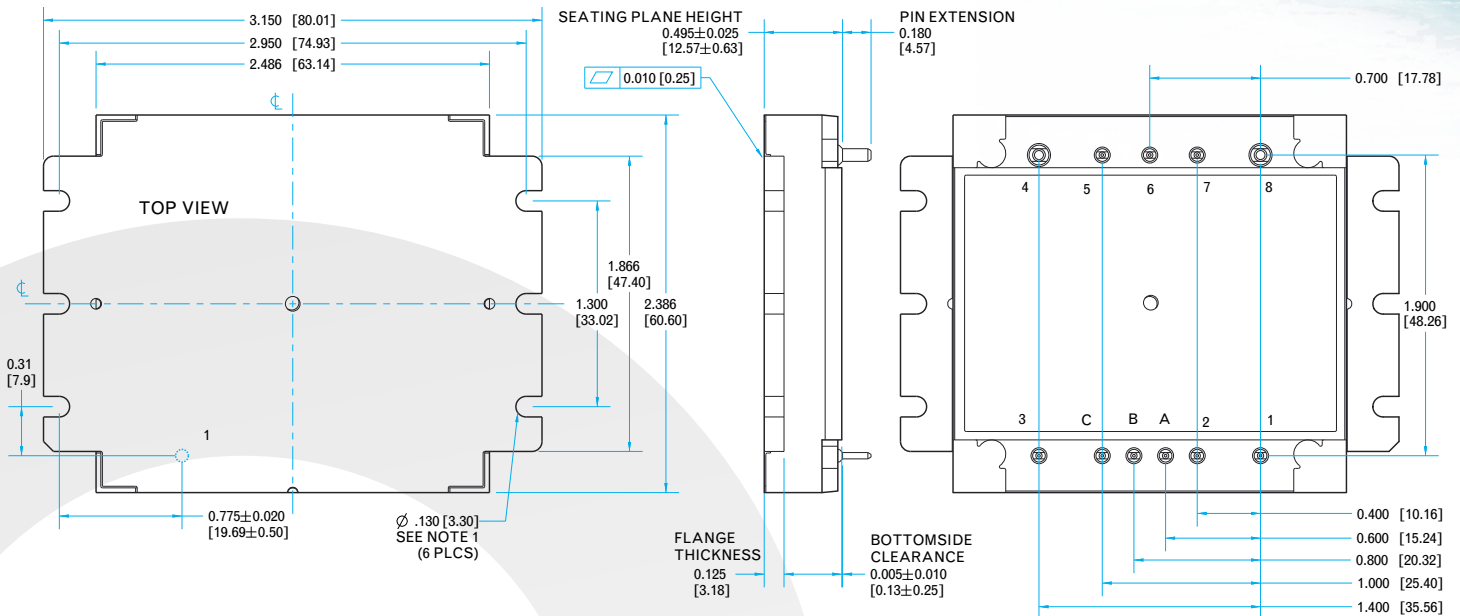 3.150 [80.01]
2.950 [74.93]
2.486 [63.14]
℄
℄
TOP VIEW
1.866
[47.40]
1.300
[33.02]
2.386
[60.60]
0.31
[7.9]
1
0.775±0.020
[19.69±0.50]
Ø .130 [3.30]
SEE NOTE 1
(6 PLCS)
SEATING PLANE HEIGHT
0.495±0.025
[12.57±0.63]
PIN EXTENSION
0.180
[4.57]
⏥ 0.010 [0.25]
FLANGE
THICKNESS
0.125
[3.18]
BOTTOMSIDE
CLEARANCE
0.005±0.010
[0.13±0.25]
0.700 [17.78]
4 5 6 7 8
1.900
[48.26]
3 C B A 2 1
0.400 [10.16]
0.600 [15.24]
0.800 [20.32]
1.000 [25.40]
1.400 [35.56]